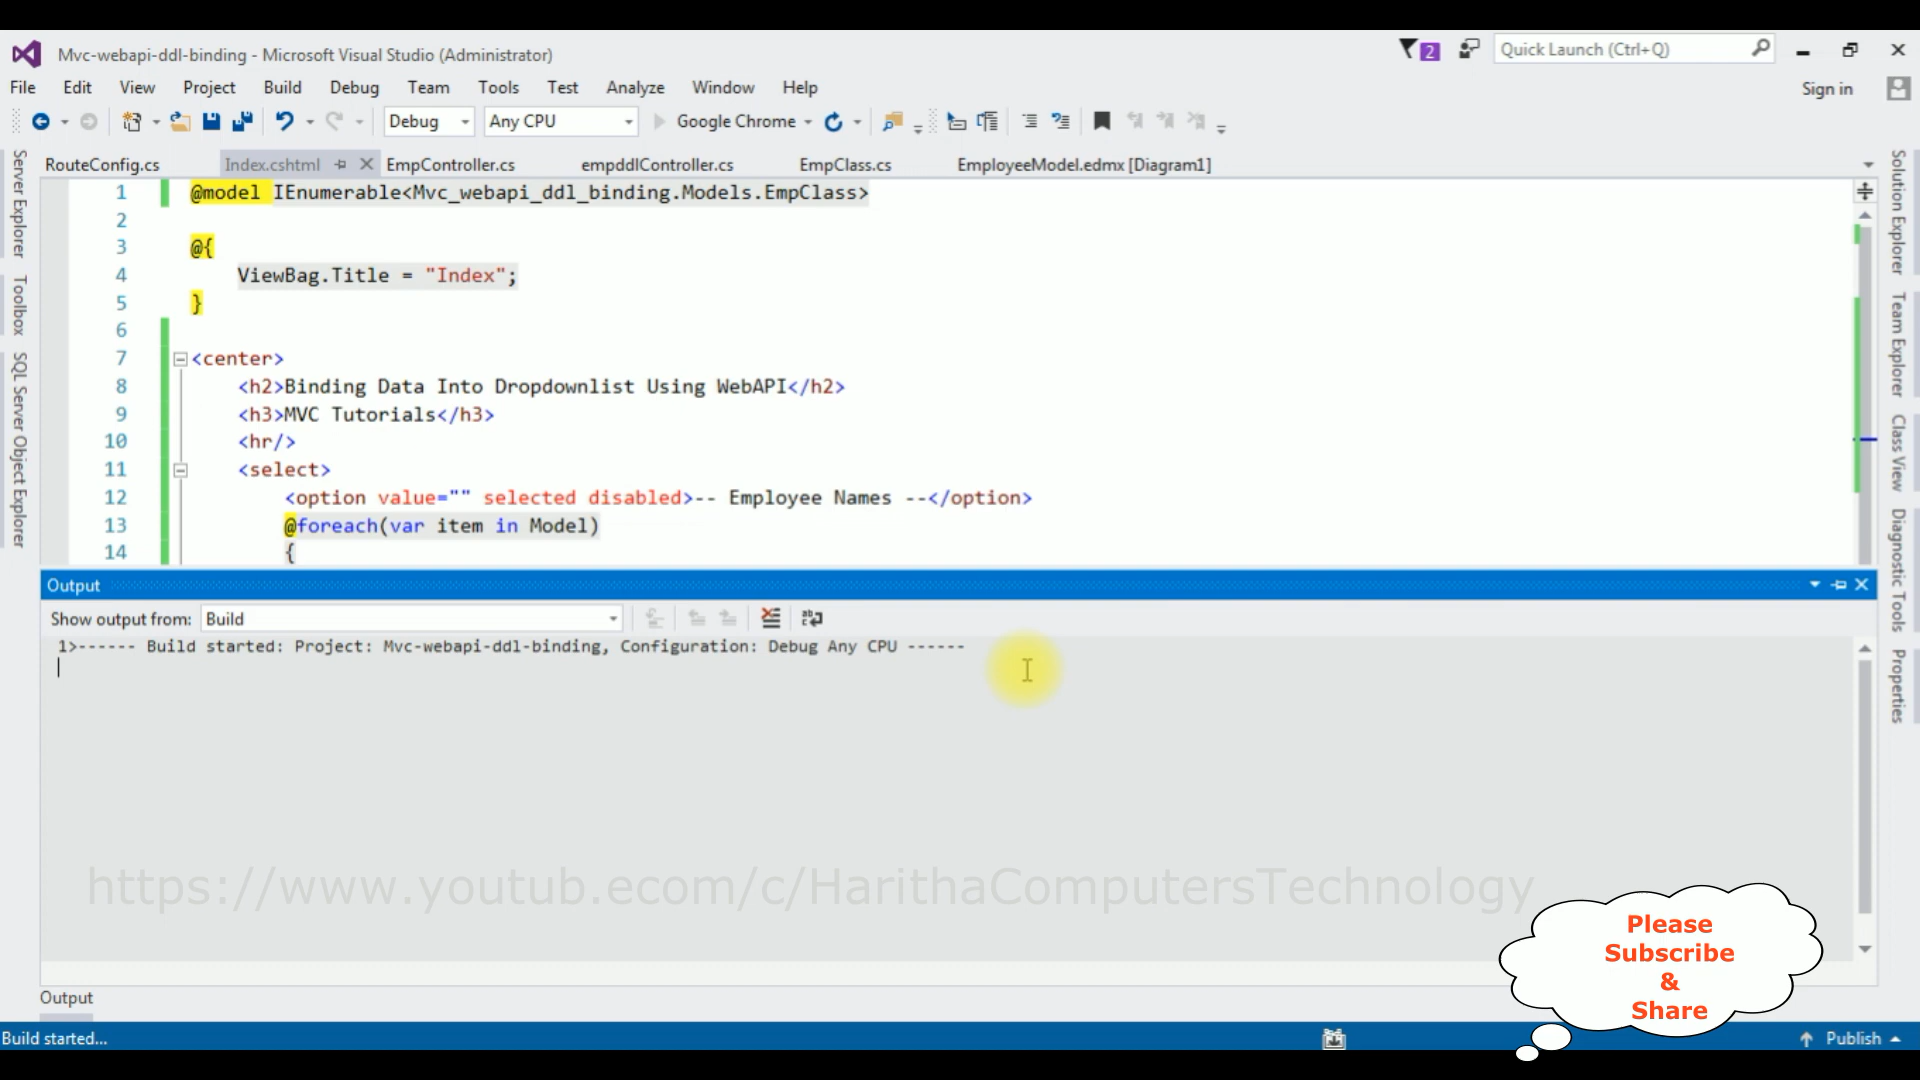 Mvc-webapi-ddl-binding - Microsoft Visual Studio (Administrator)
2
Quick Launch (Ctrl+Q)
File Edit View Project Build Debug Team Tools Test Analyze Window Help
Sign in
Debug Any CPU Google Chrome
RouteConfig.cs Index.cshtml EmpController.cs empddlController.cs EmpClass.cs EmployeeModel.edmx [Diagram1]
Server Explorer
Toolbox
SQL Server Object Explorer
1 @model IEnumerable<Mvc_webapi_ddl_binding.Models.EmpClass>
2
3 @{
4 ViewBag.Title = "Index";
5 }
6
7 <center>
8 <h2>Binding Data Into Dropdownlist Using WebAPI</h2>
9 <h3>MVC Tutorials</h3>
10 <hr/>
11 <select>
12 <option value="" selected disabled>-- Employee Names --</option>
13 @foreach(var item in Model)
14 {
Solution Explorer
Team Explorer
Class View
Diagnostic Tools
Properties
Output
Show output from: Build
1>------ Build started: Project: Mvc-webapi-ddl-binding, Configuration: Debug Any CPU ------
https://www.youtub.ecom/c/HarithaComputersTechnology
Please
Subscribe
&
Share
Output
Build started...
Publish